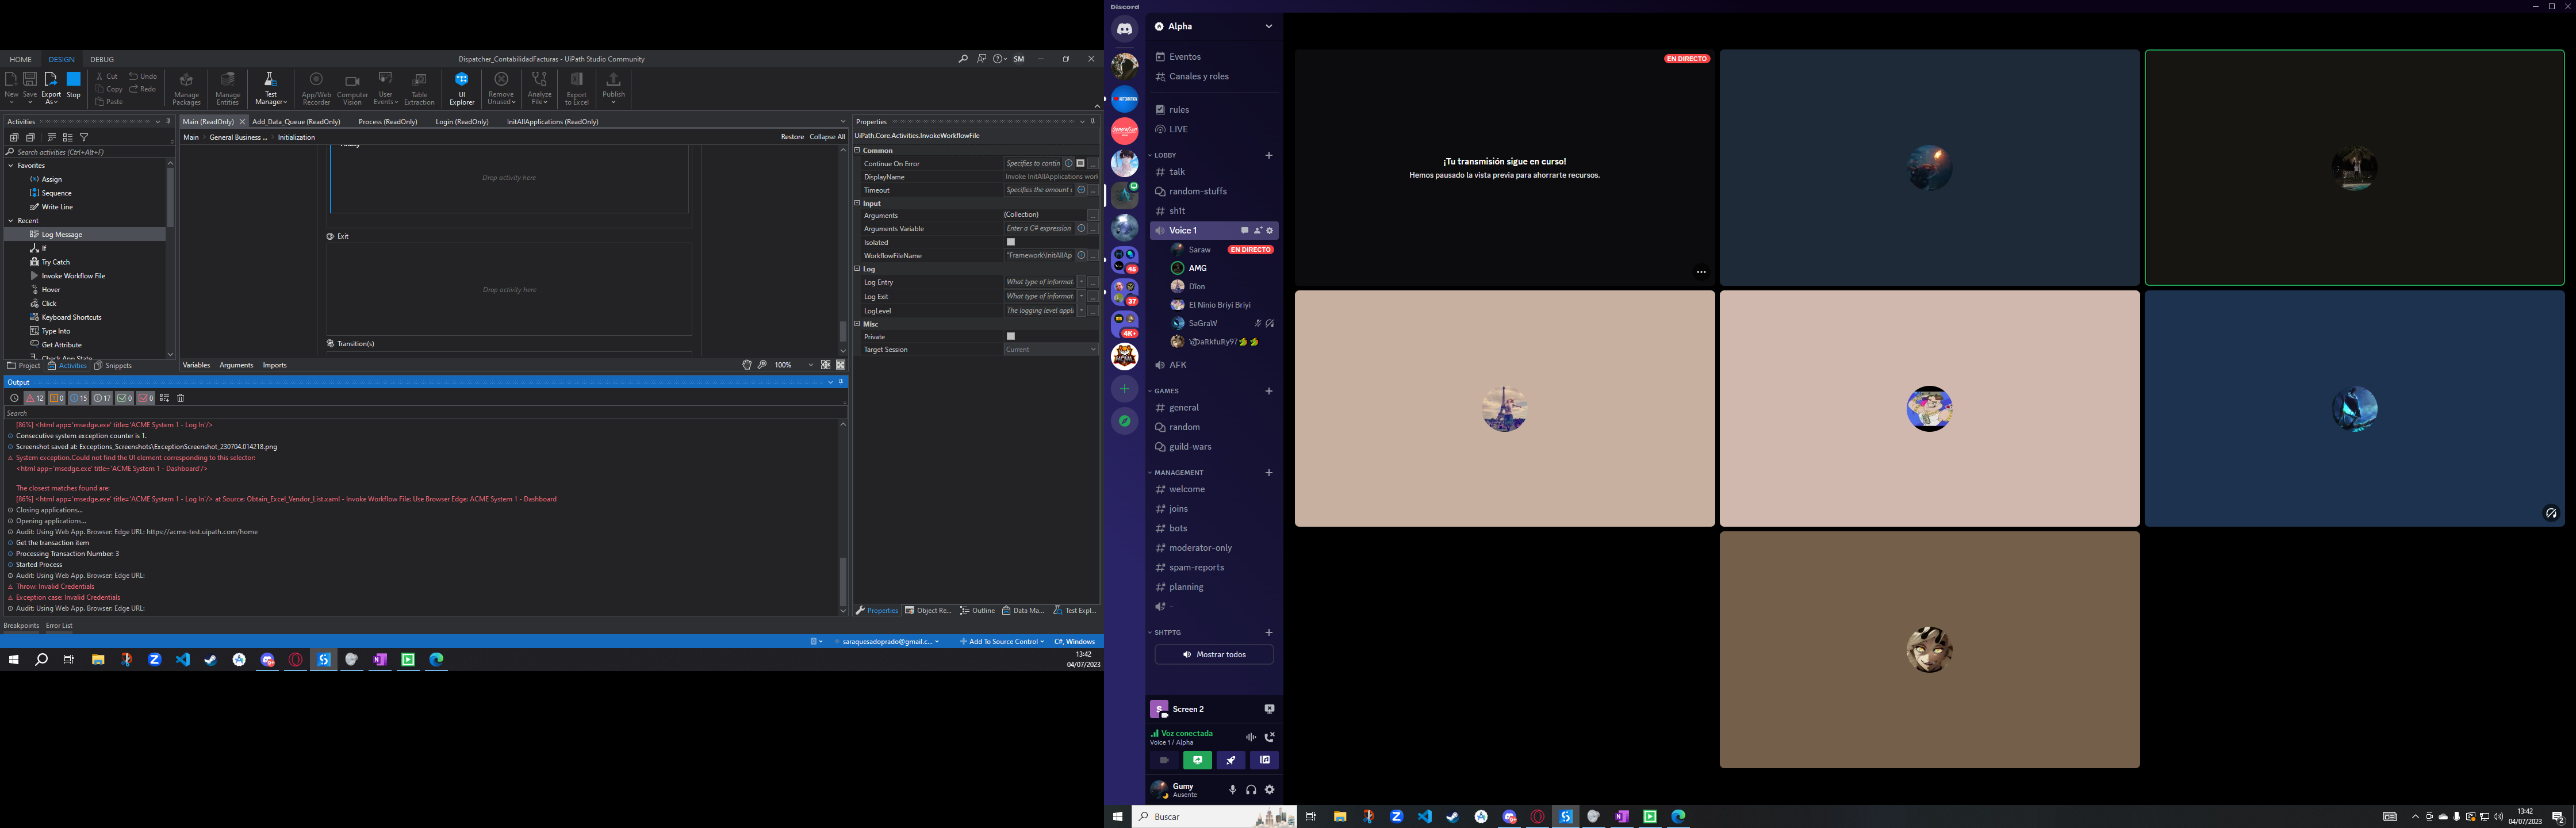 HOME DESIGN DEBUG
Dispatcher_ContabilidadFacturas - UiPath Studio Community
SM
New Save Export As Stop
Cut Copy Paste Undo Redo
Manage Packages
Manage Entities
Test Manager
App/Web Recorder
Computer Vision
User Events
Table Extraction
UI Explorer
Remove Unused
Analyze File
Export to Excel
Publish
Activities
Search activities (Ctrl+Alt+F)
Favorites
Assign
Sequence
Write Line
Recent
Log Message
If
Try Catch
Invoke Workflow File
Hover
Click
Keyboard Shortcuts
Type Into
Get Attribute
Check App State
Project Activities Snippets
Main (ReadOnly) Add_Data_Queue (ReadOnly) Process (ReadOnly) Login (ReadOnly) InitAllApplications (ReadOnly)
Main General Business ... Initialization
Restore Collapse All
Finally
Drop activity here
Exit
Drop activity here
Transition(s)
Variables Arguments Imports
100%
Properties
UiPath.Core.Activities.InvokeWorkflowFile
Common
Continue On Error Specifies to contin
DisplayName Invoke InitAllApplications work
Timeout Specifies the amount o
Input
Arguments (Collection)
Arguments Variable Enter a C# expression
Isolated
WorkflowFileName "Framework\InitAllAp
Log
Log Entry What type of informat
Log Exit What type of informat
LogLevel The logging level appli
Misc
Private
Target Session Current
Properties Object Re... Outline Data Ma... Test Expl...
Output
12 0 15 17 0 0
Search
[86%] <html app='msedge.exe' title='ACME System 1 - Log In'/>
Consecutive system exception counter is 1.
Screenshot saved at: Exceptions_Screenshots\ExceptionScreenshot_230704.014218.png
System exception.Could not find the UI element corresponding to this selector:
<html app='msedge.exe' title='ACME System 1 - Dashboard'/>
The closest matches found are:
[86%] <html app='msedge.exe' title='ACME System 1 - Log In'/> at Source: Obtain_Excel_Vendor_List.xaml - Invoke Workflow File: Use Browser Edge: ACME System 1 - Dashboard
Closing applications...
Opening applications...
Audit: Using Web App. Browser: Edge URL: https://acme-test.uipath.com/home
Get the transaction item
Processing Transaction Number: 3
Started Process
Audit: Using Web App. Browser: Edge URL:
Throw: Invalid Credentials
Exception case: Invalid Credentials
Audit: Using Web App. Browser: Edge URL:
Breakpoints Error List
saraquesadoprado@gmail.c...
Add To Source Control
C#, Windows
13:42
04/07/2023
Discord
Alpha
Eventos
Canales y roles
rules
LIVE
LOBBY
talk
random-stuffs
sh1t
Voice 1
Saraw EN DIRECTO
AMG
Dïon
El Ninio Briyi Briyi
SaGraW
DaRkfuRy97
AFK
GAMES
general
random
guild-wars
MANAGEMENT
welcome
joins
bots
moderator-only
spam-reports
planning
-
SHTPTG
Mostrar todos
45
37
4K+
S
Screen 2
Voz conectada
Voice 1 / Alpha
Gumy
Ausente
EN DIRECTO
¡Tu transmisión sigue en curso!
Hemos pausado la vista previa para ahorrarte recursos.
Buscar
13:42
04/07/2023
2